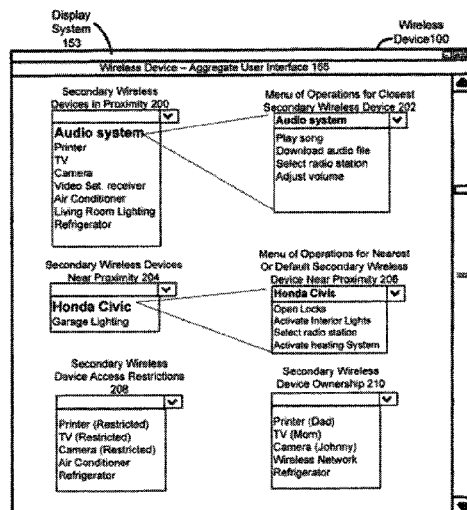 Display
System
153
Wireless
Device100
Wireless Device – Aggregate User Interface 155
Secondary Wireless
Devices in Proximity 200
Audio system
Printer
TV
Camera
Video Sat. receiver
Air Conditioner
Living Room Lighting
Refrigerator
Menu of Operations for Closest
Secondary Wireless Device 202
Audio system
Play song
Download audio file
Select radio station
Adjust volume
Secondary Wireless Devices
Near Proximity 204
Honda Civic
Garage Lighting
Menu of Operations for Nearest
Or Default Secondary Wireless
Device Near Proximity 206
Honda Civic
Open Locks
Activate Interior Lights
Select radio station
Activate heating System
Secondary Wireless
Device Access Restrictions
208
Printer (Restricted)
TV (Restricted)
Camera (Restricted)
Air Conditioner
Refrigerator
Secondary Wireless
Device Ownership 210
Printer (Dad)
TV (Mom)
Camera (Johnny)
Wireless Network
Refrigerator